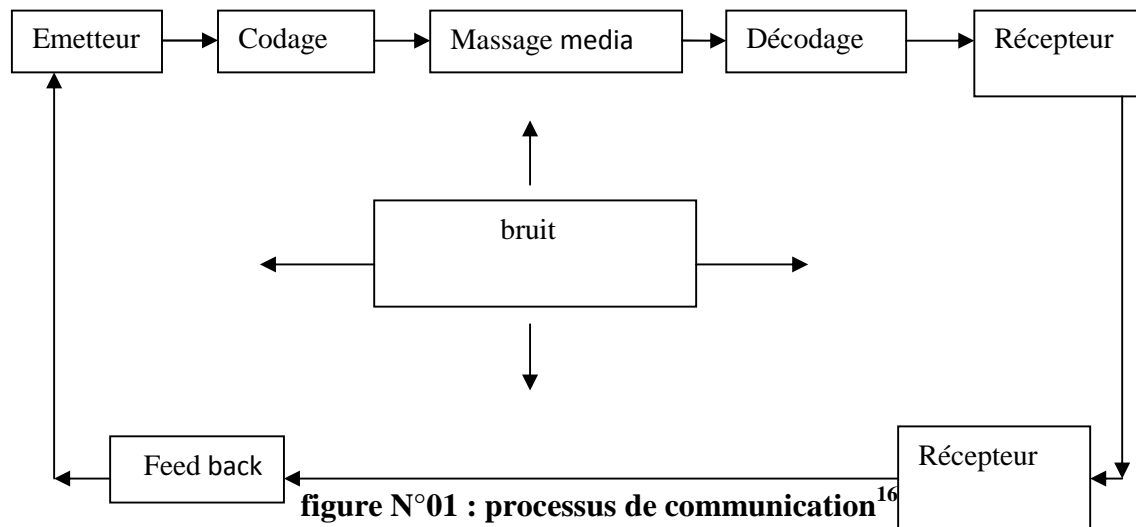 Emetteur
Codage
Massage media
Décodage
Récepteur
bruit
Feed back
Récepteur
figure N°01 : processus de communication16